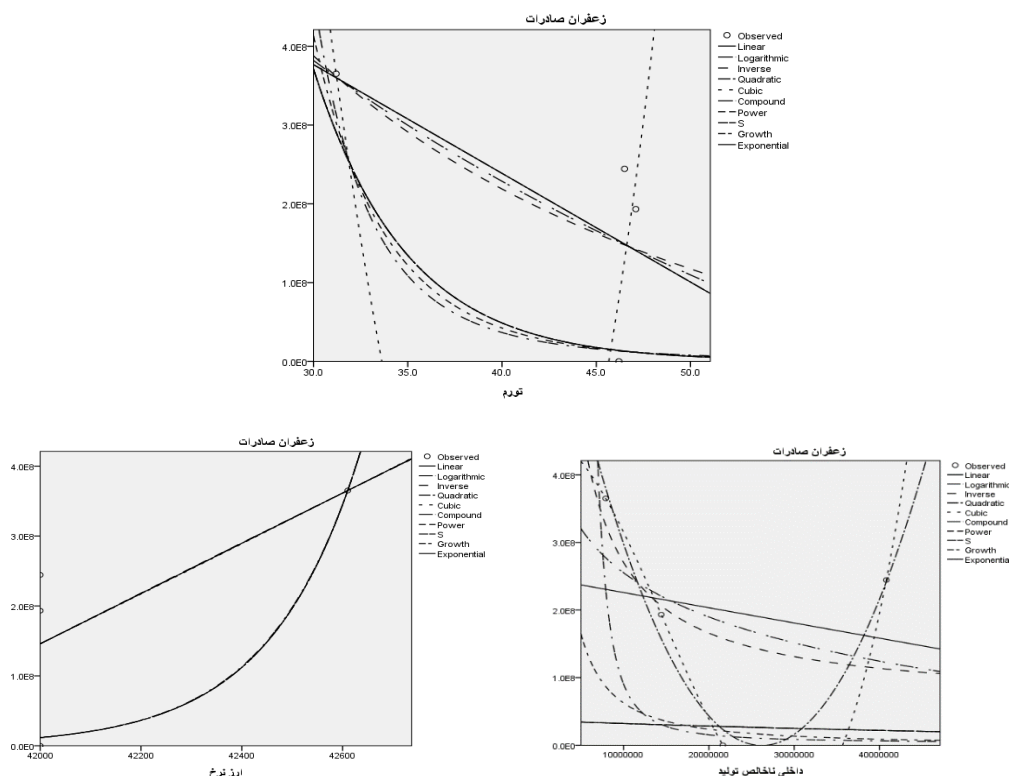 زعفران صادرات
4.0E8
3.0E8
2.0E8
1.0E8
0.0E0
30.0 35.0 40.0 45.0 50.0
تورم
Observed
Linear
Logarithmic
Inverse
Quadratic
Cubic
Compound
Power
S
Growth
Exponential
زعفران صادرات
4.0E8
3.0E8
2.0E8
1.0E8
0.0E0
42000 42200 42400 42600
ارز نرخ
Observed
Linear
Logarithmic
Inverse
Quadratic
Cubic
Compound
Power
S
Growth
Exponential
زعفران صادرات
4.0E8
3.0E8
2.0E8
1.0E8
0.0E0
10000000 20000000 30000000 40000000
داخلی ناخالص تولید
Observed
Linear
Logarithmic
Inverse
Quadratic
Cubic
Compound
Power
S
Growth
Exponential